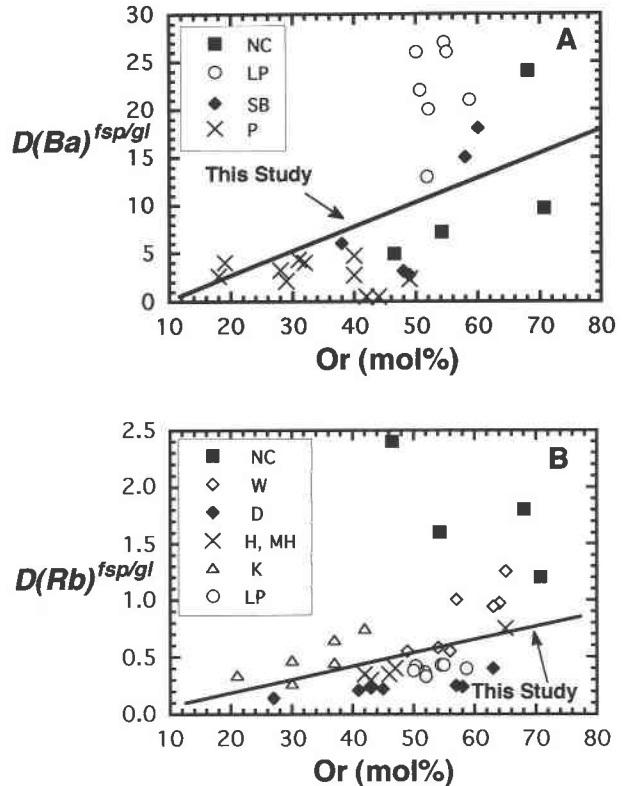 A
30
25
20
15
10
5
0
D(Ba)^fsp/gl
NC
LP
SB
P
This Study
10 20 30 40 50 60 70 80
Or (mol%)
B
2.5
2.0
1.5
1.0
0.5
0.0
D(Rb)^fsp/gl
NC
W
D
H, MH
K
LP
This Study
10 20 30 40 50 60 70 80
Or (mol%)